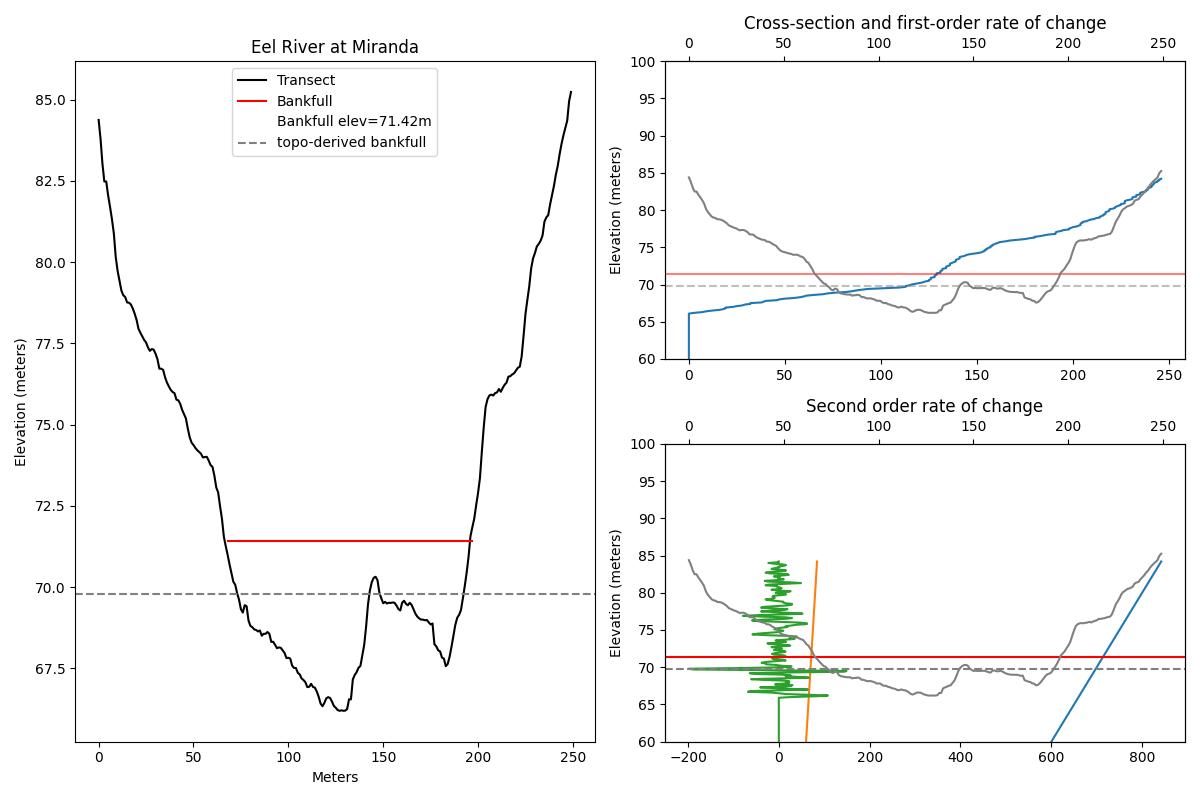 Eel River at Miranda
Transect
Bankfull
Bankfull elev=71.42m
topo-derived bankfull
85.0
82.5
80.0
77.5
75.0
72.5
70.0
67.5
Elevation (meters)
0 50 100 150 200 250
Meters
Cross-section and first-order rate of change
0 50 100 150 200 250
100
95
90
85
80
75
70
65
60
Elevation (meters)
0 50 100 150 200 250
Second order rate of change
0 50 100 150 200 250
100
95
90
85
80
75
70
65
60
Elevation (meters)
−200 0 200 400 600 800